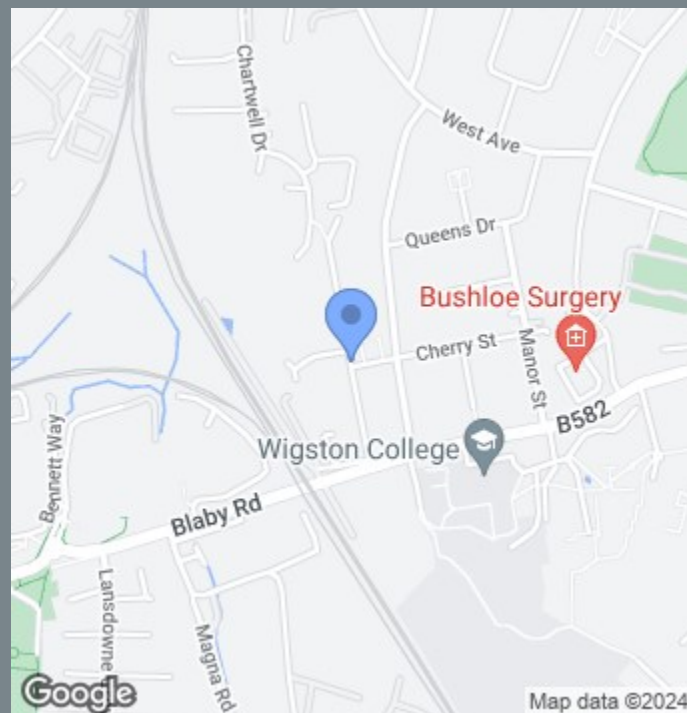 Chartwell Dr
West Ave
Queens Dr
Bushloe Surgery
Cherry St
Manor St
B582
Wigston College
Bennett Way
Blaby Rd
Lansdowne
Magna Rd
Google
Map data ©2024